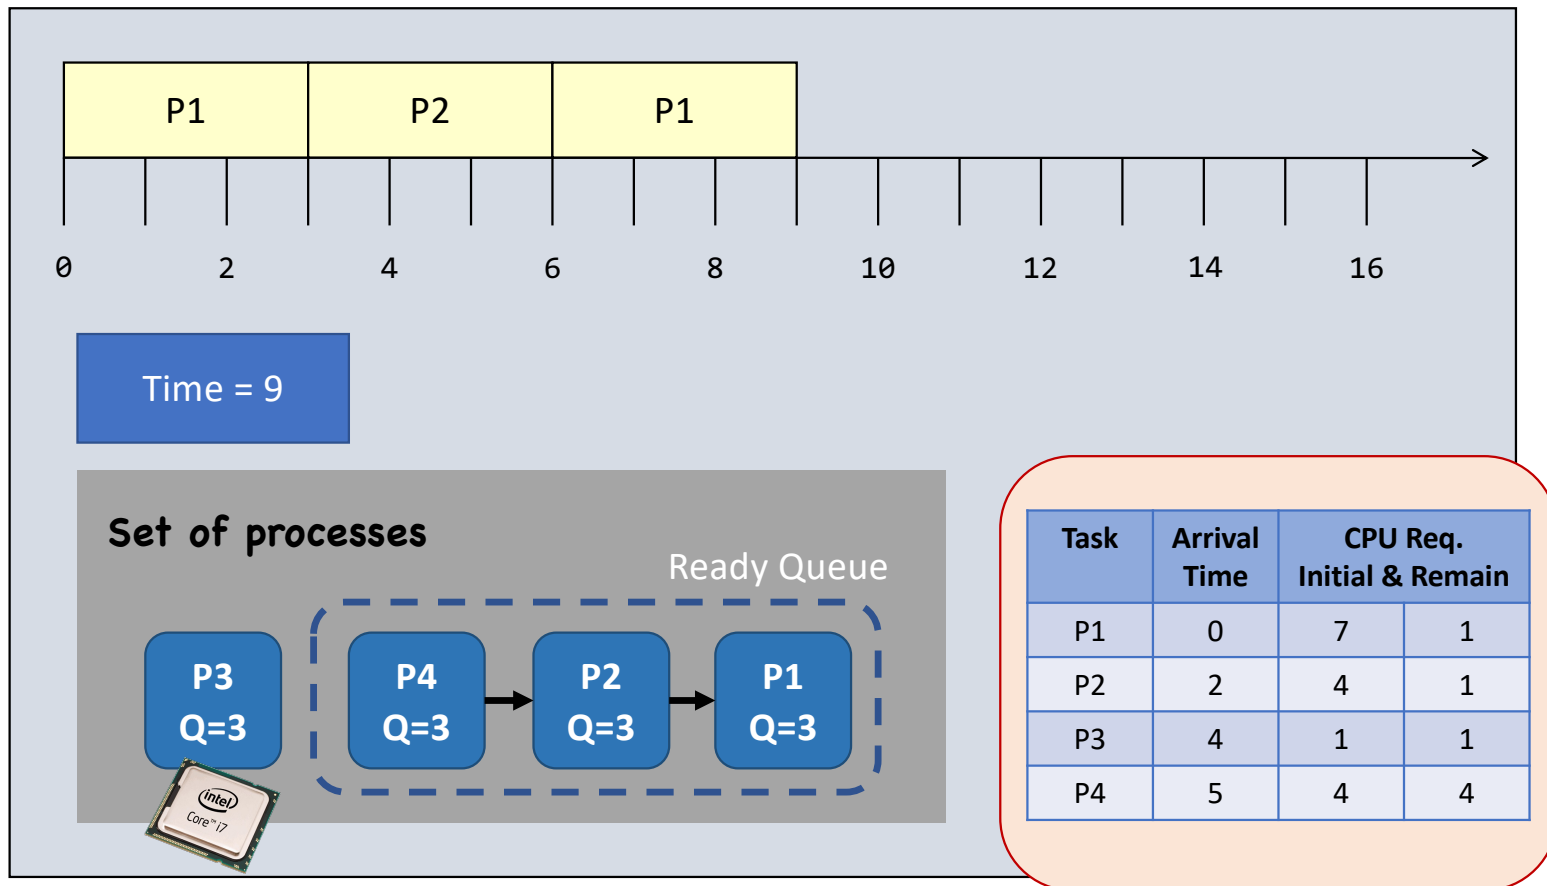 P1 P2 P1
0 2 4 6 8 10 12 14 16
Time = 9
Set of processes
Ready Queue
P3 P4 P2 P1
Q=3 Q=3 Q=3 Q=3
intel
Core™ i7
Task Arrival Time CPU Req. Initial & Remain
P1 0 7 1
P2 2 4 1
P3 4 1 1
P4 5 4 4